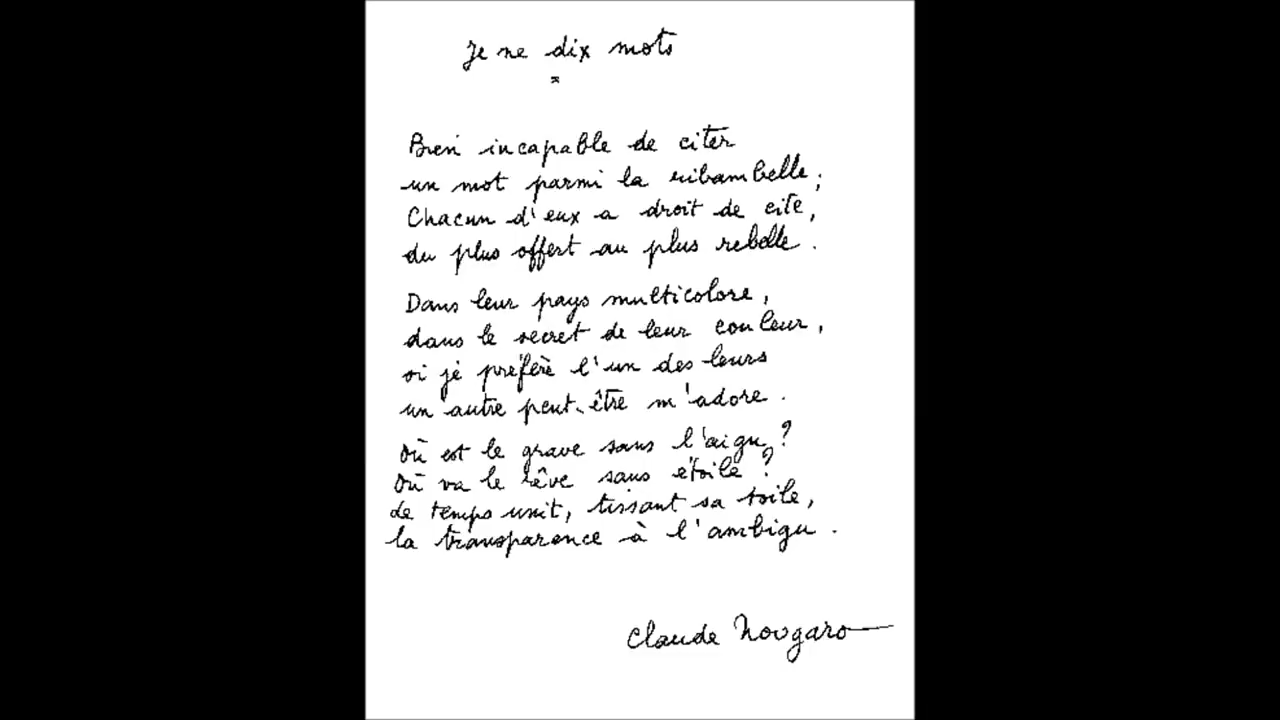 Je ne dix mots
*
Bien incapable de citer
un mot parmi la ribambelle ;
Chacun d'eux a droit de cité,
du plus offert au plus rebelle .
Dans leur pays multicolore ,
dans le secret de leur couleur ,
si je préfère l'un des leurs
un autre peut-être m'adore .
Où est le grave sans l'aigu ?
Où va le rêve sans étoile ?
Le temps unit, tissant sa toile,
la transparence à l'ambigu .
Claude Nougaro